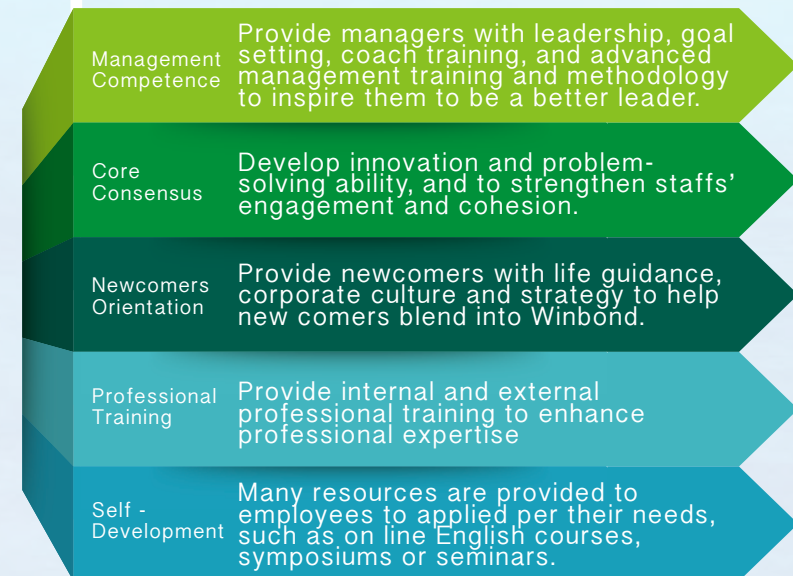 Management
Competence
Provide managers with leadership, goal
setting, coach training, and advanced
management training and methodology
to inspire them to be a better leader.
Core
Consensus
Develop innovation and problem-
solving ability, and to strengthen staffs’
engagement and cohesion.
Newcomers
Orientation
Provide newcomers with life guidance,
corporate culture and strategy to help
new comers blend into Winbond.
Professional
Training
Provide internal and external
professional training to enhance
professional expertise
Self -
Development
Many resources are provided to
employees to applied per their needs,
such as on line English courses,
symposiums or seminars.